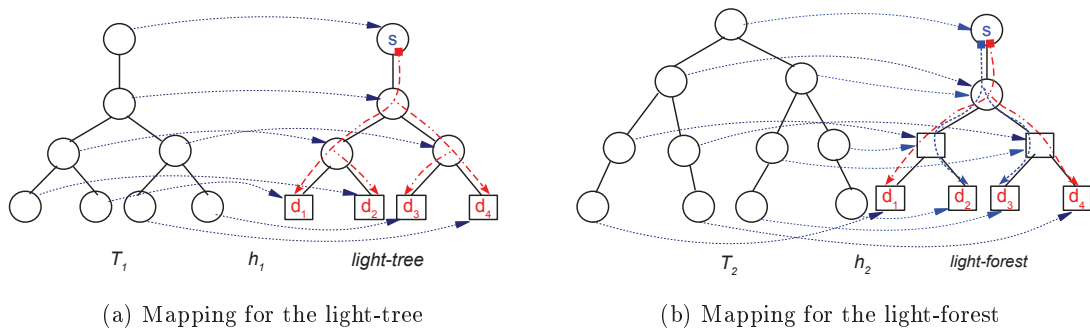 s
d1 d2 d3 d4
T1 h1 light-tree
(a) Mapping for the light-tree
s
d1 d2 d3 d4
T2 h2 light-forest
(b) Mapping for the light-forest